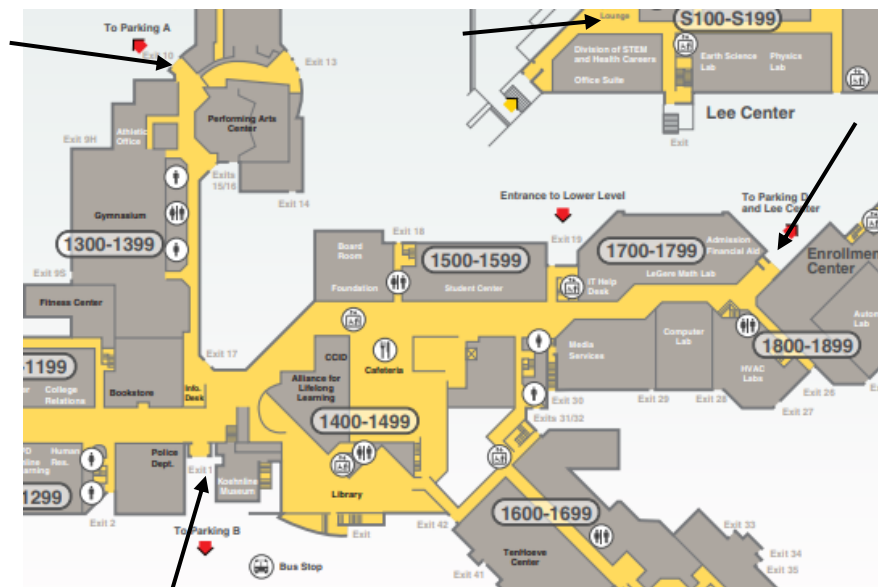 To Parking A
Exit 10
Exit 13
Performing Arts
Center
Athletic
Office
Exit 9H
Exits
15/16
Exit 14
Gymnasium
1300-1399
Exit 9S
Fitness Center
Exit 17
-1199
College
Relations
Bookstore
Info.
Desk
Human
Res.
Police
Dept.
Exit 1
Koehnline
Museum
1299
Exit 2
To Parking B
Bus Stop
Lounge
S100-S199
Division of STEM
and Health Careers
Office Suite
Earth Science
Lab
Physics
Lab
Lee Center
Exit
Entrance to Lower Level
To Parking D
and Lee Center
Exit 18
Exit 19
Board
Room
Foundation
1500-1599
Student Center
1700-1799
Admission
Financial Aid
LeGere Math Lab
IT Help
Desk
Enrollment
Center
CCID
Cafeteria
Alliance for
Lifelong
Learning
1400-1499
Library
Exit
Exit 42
Media
Services
Computer
Lab
Exit 30
Exits 31/32
Exit 29
Exit 28
HVAC
Labs
1800-1899
Lab
Exit 26
Exit 27
1600-1699
TenHoeve
Center
Exit 41
Exit 33
Exit 34
Exit 35